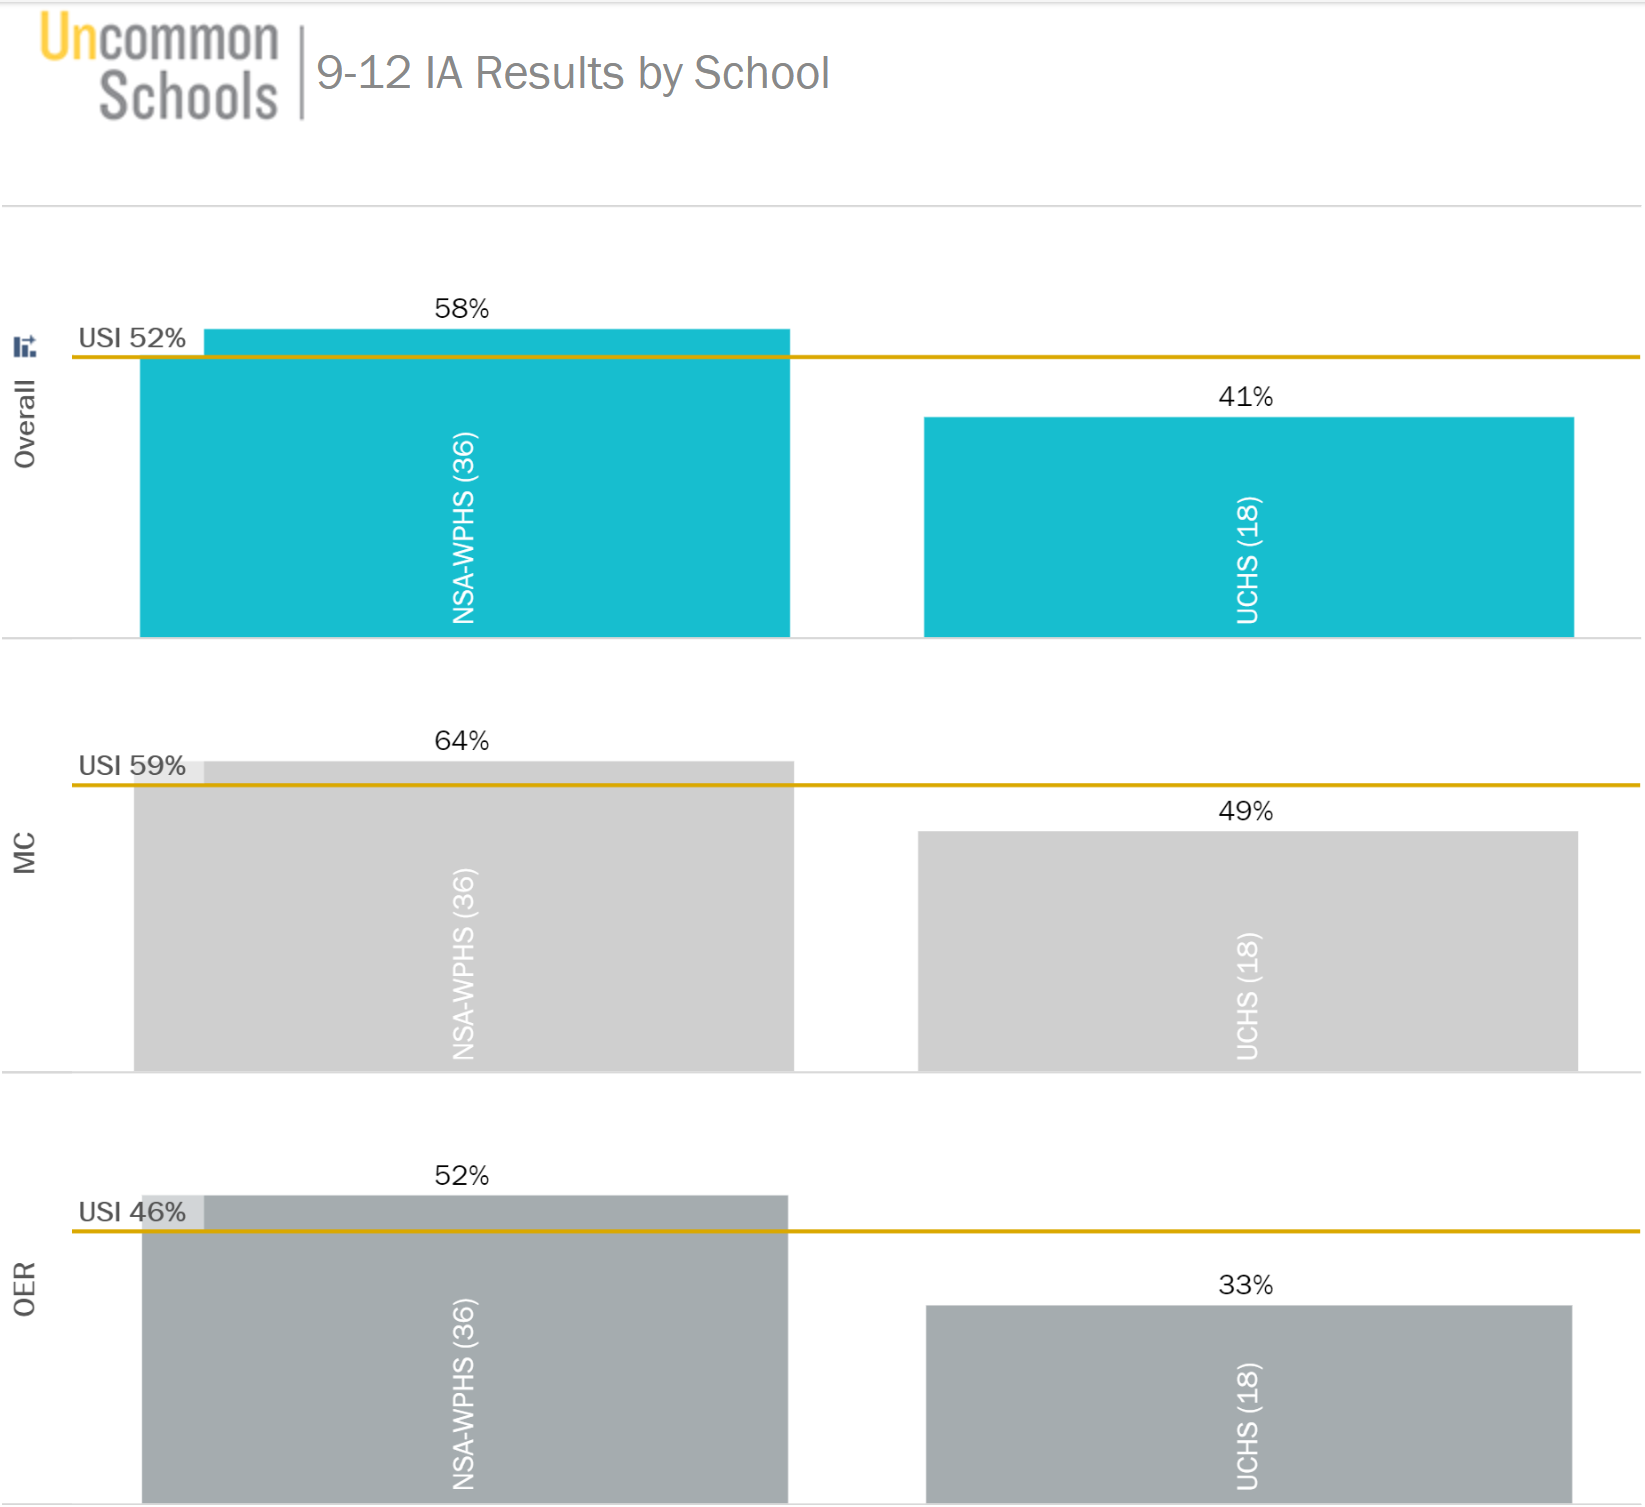 Uncommon
Schools
9-12 IA Results by School
Overall
58%
USI 52%
41%
NSA-WPHS (36)
UCHS (18)
MC
64%
USI 59%
49%
NSA-WPHS (36)
UCHS (18)
OER
52%
USI 46%
33%
NSA-WPHS (36)
UCHS (18)